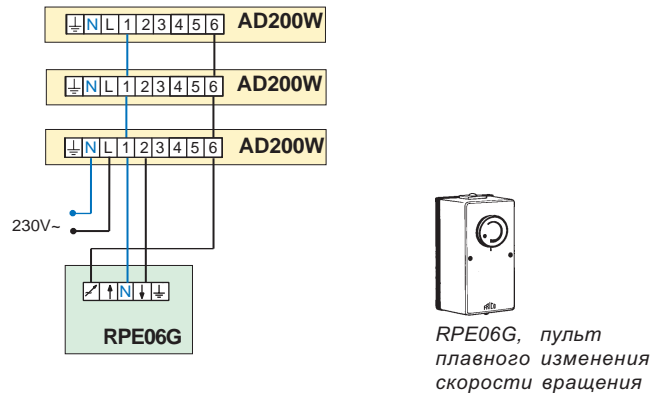 ⏚ N L 1 2 3 4 5 6 AD200W
⏚ N L 1 2 3 4 5 6 AD200W
⏚ N L 1 2 3 4 5 6 AD200W
230V~
N
RPE06G
FRICO
RPE06G, пульт
плавного изменения
скорости вращения